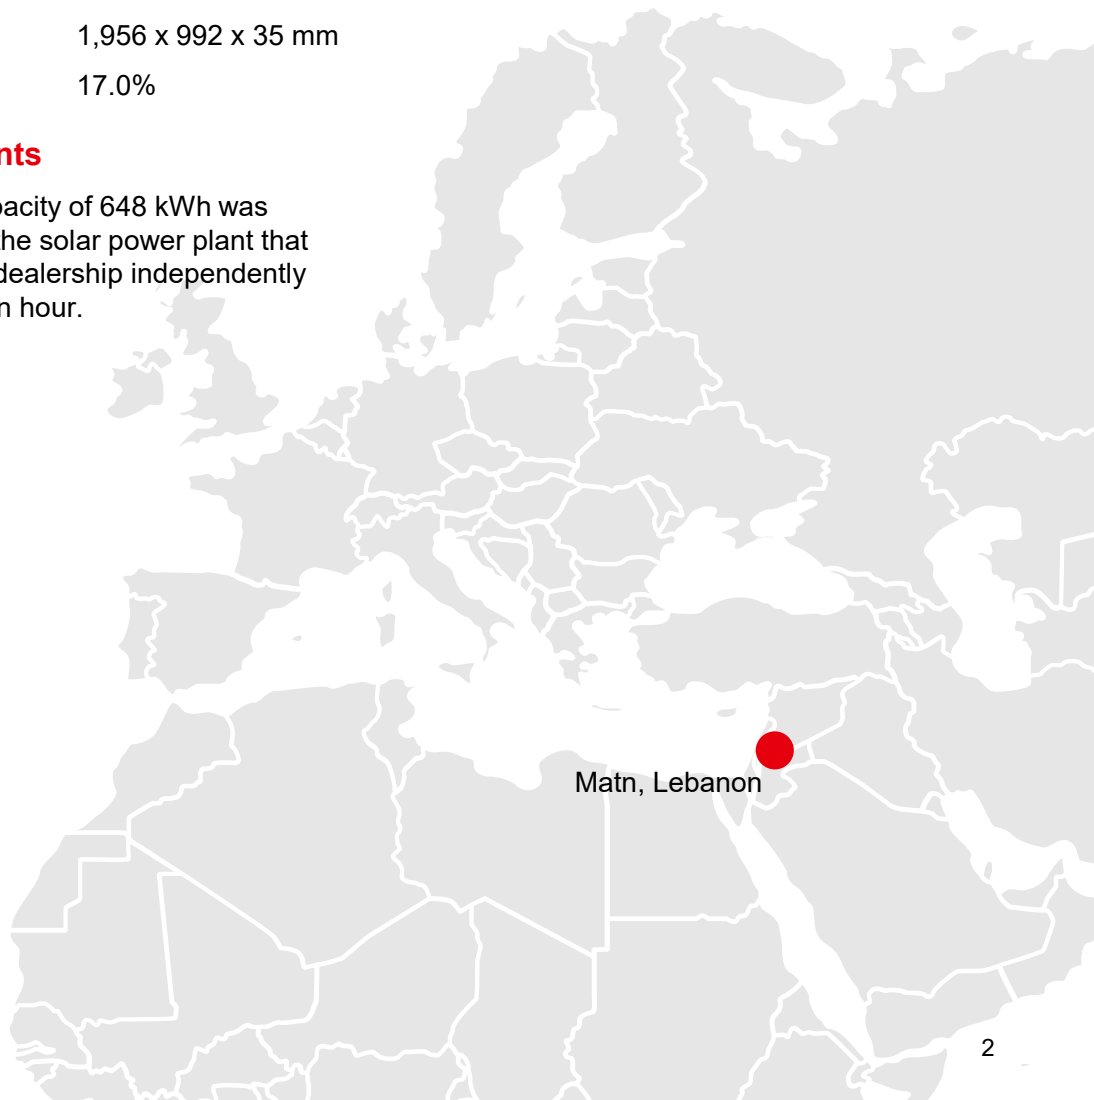 1,956 x 992 x 35 mm
17.0%
nts
pacity of 648 kWh was
the solar power plant that
dealership independently
n hour.
Matn, Lebanon
2